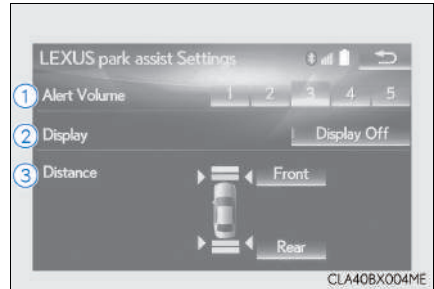 LEXUS park assist Settings
1 Alert Volume 1 2 3 4 5
2 Display Display Off
3 Distance Front
Rear
CLA40BX004ME